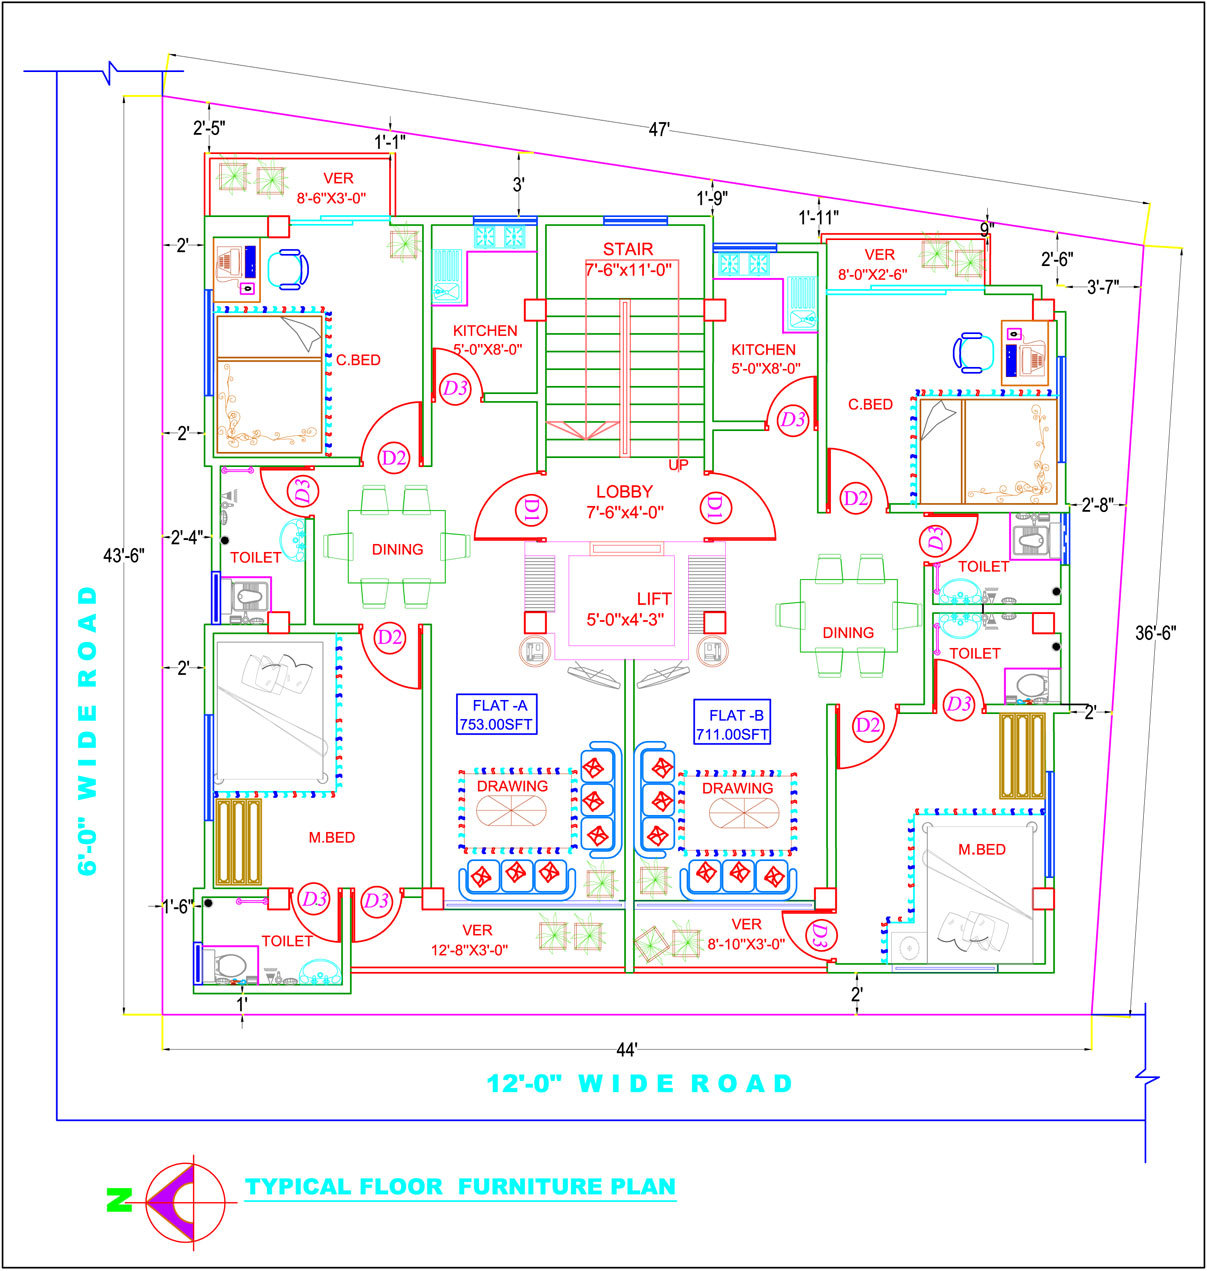 47'
2'-5"
1'-1"
3'
1'-9"
1'-11"
9"
2'-6"
3'-7"
VER
8'-6"X3'-0"
2'
STAIR
7'-6"x11'-0"
VER
8'-0"X2'-6"
KITCHEN
5'-0"X8'-0"
KITCHEN
5'-0"X8'-0"
C.BED
D3
D3
C.BED
2'
D2
UP
D3
LOBBY
7'-6"x4'-0"
D1
D1
D2
2'-8"
43'-6"
2'-4"
TOILET
DINING
D3
TOILET
LIFT
5'-0"x4'-3"
D2
DINING
TOILET
36'-6"
2'
FLAT -A
753.00SFT
FLAT -B
711.00SFT
D3
D2
2'
6'-0" WIDE ROAD
DRAWING
DRAWING
M.BED
M.BED
1'-6"
D3
D3
TOILET
VER
12'-8"X3'-0"
VER
8'-10"X3'-0"
D3
1'
2'
44'
12'-0" WIDE ROAD
N
TYPICAL FLOOR FURNITURE PLAN